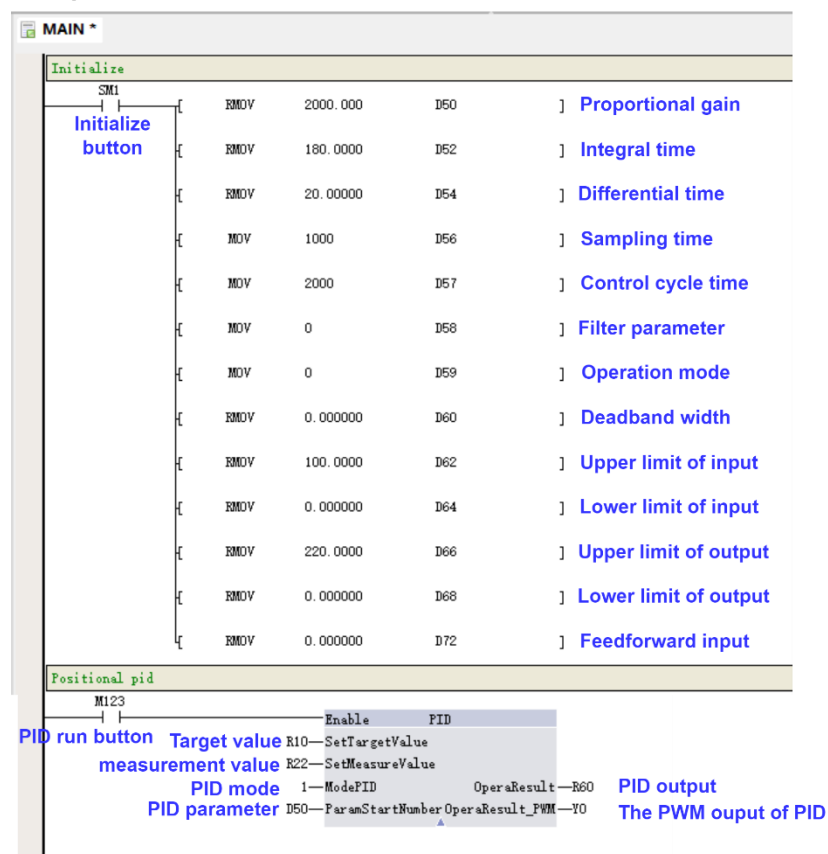 MAIN *
Initialize
SM1
RMOV 2000.000 D50 ] Proportional gain
Initialize
button
[ RMOV 180.0000 D52 ] Integral time
[ RMOV 20.00000 D54 ] Differential time
[ MOV 1000 D56 ] Sampling time
[ MOV 2000 D57 ] Control cycle time
[ MOV 0 D58 ] Filter parameter
[ MOV 0 D59 ] Operation mode
[ RMOV 0.000000 D60 ] Deadband width
[ RMOV 100.0000 D62 ] Upper limit of input
[ RMOV 0.000000 D64 ] Lower limit of input
[ RMOV 220.0000 D66 ] Upper limit of output
[ RMOV 0.000000 D68 ] Lower limit of output
[ RMOV 0.000000 D72 ] Feedforward input
Positional pid
M123
Enable PID
PID run button Target value R10 SetTargetValue
measurement value R22 SetMeasureValue
PID mode 1 ModePID OperaResult R60 PID output
PID parameter D50 ParamStartNumber OperaResult_PWM Y0 The PWM ouput of PID